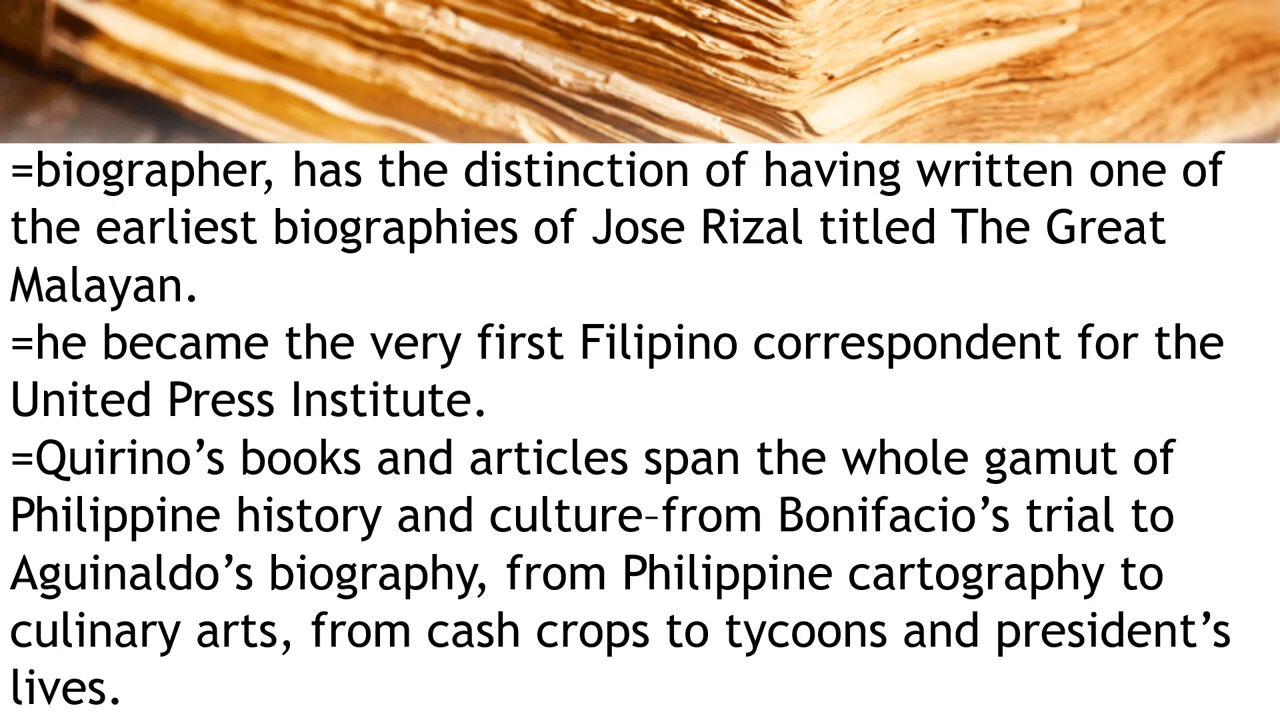 =biographer, has the distinction of having written one of
the earliest biographies of Jose Rizal titled The Great
Malayan.
=he became the very first Filipino correspondent for the
United Press Institute.
=Quirino’s books and articles span the whole gamut of
Philippine history and culture–from Bonifacio’s trial to
Aguinaldo’s biography, from Philippine cartography to
culinary arts, from cash crops to tycoons and president’s
lives.